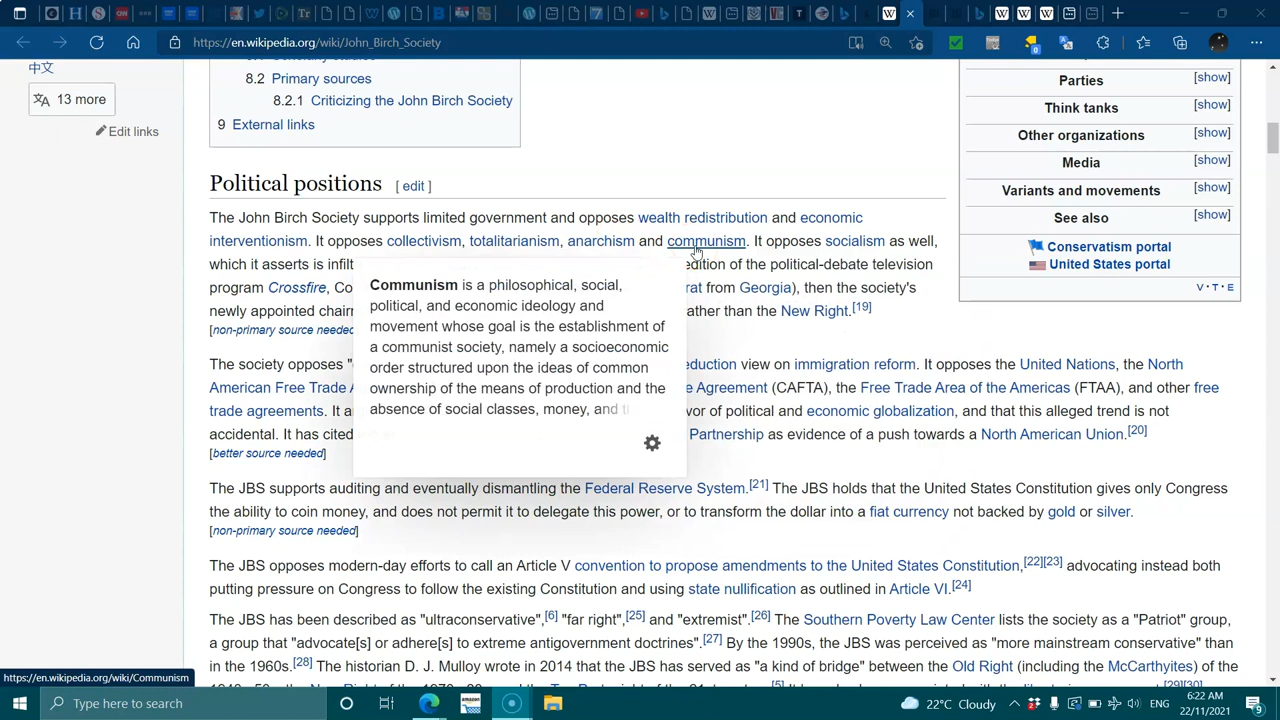 https://en.wikipedia.org/wiki/John_Birch_Society
中文
13 more
Edit links
8.2 Primary sources
8.2.1 Criticizing the John Birch Society
9 External links
Parties [show]
Think tanks [show]
Other organizations [show]
Media [show]
Variants and movements [show]
See also [show]
Conservatism portal
United States portal
V · T · E
Political positions [ edit ]
The John Birch Society supports limited government and opposes wealth redistribution and economic
interventionism. It opposes collectivism, totalitarianism, anarchism and communism. It opposes socialism as well,
which it asserts is infilt edition of the political-debate television
program Crossfire, Co rat from Georgia), then the society's
newly appointed chairn ather than the New Right.[19]
[non-primary source needed
Communism is a philosophical, social,
political, and economic ideology and
movement whose goal is the establishment of
a communist society, namely a socioeconomic
order structured upon the ideas of common
ownership of the means of production and the
absence of social classes, money, and t
The society opposes "o eduction view on immigration reform. It opposes the United Nations, the North
American Free Trade A e Agreement (CAFTA), the Free Trade Area of the Americas (FTAA), and other free
trade agreements. It ar vor of political and economic globalization, and that this alleged trend is not
accidental. It has cited Partnership as evidence of a push towards a North American Union.[20]
[better source needed]
The JBS supports auditing and eventually dismantling the Federal Reserve System.[21] The JBS holds that the United States Constitution gives only Congress
the ability to coin money, and does not permit it to delegate this power, or to transform the dollar into a fiat currency not backed by gold or silver.
[non-primary source needed]
The JBS opposes modern-day efforts to call an Article V convention to propose amendments to the United States Constitution,[22][23] advocating instead both
putting pressure on Congress to follow the existing Constitution and using state nullification as outlined in Article VI.[24]
The JBS has been described as "ultraconservative",[6] "far right",[25] and "extremist".[26] The Southern Poverty Law Center lists the society as a "Patriot" group,
a group that "advocate[s] or adhere[s] to extreme antigovernment doctrines".[27] By the 1990s, the JBS was perceived as "more mainstream conservative" than
in the 1960s.[28] The historian D. J. Mulloy wrote in 2014 that the JBS has served as "a kind of bridge" between the Old Right (including the McCarthyites) of the
https://en.wikipedia.org/wiki/Communism
Type here to search
22°C Cloudy
ENG
6:22 AM
22/11/2021